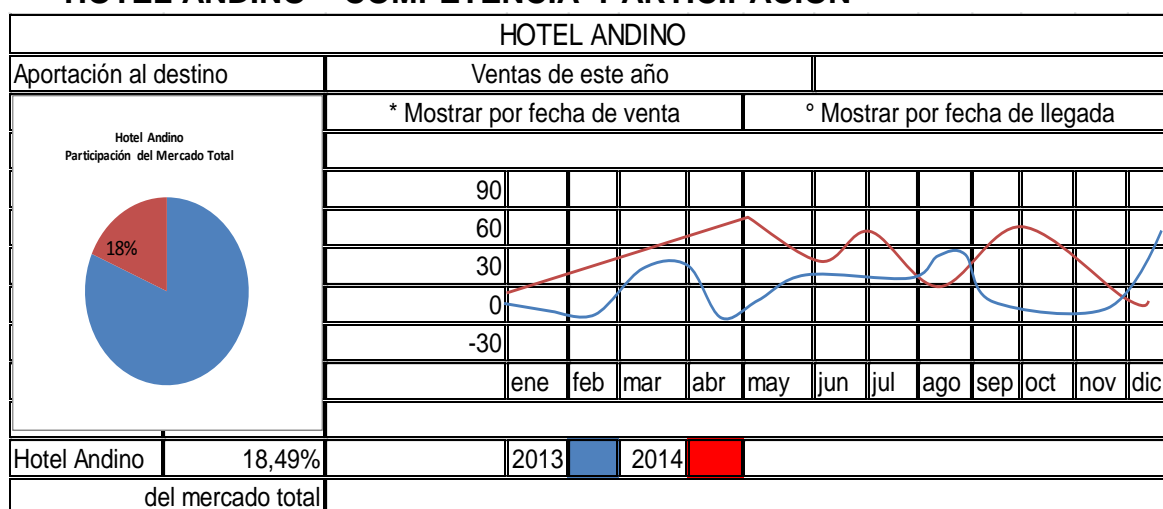 HOTEL ANDINO
Aportación al destino Ventas de este año
* Mostrar por fecha de venta ° Mostrar por fecha de llegada
Hotel Andino
Participación del Mercado Total
18%
90
60
30
0
-30
ene feb mar abr may jun jul ago sep oct nov dic
Hotel Andino 18,49% 2013 2014
del mercado total